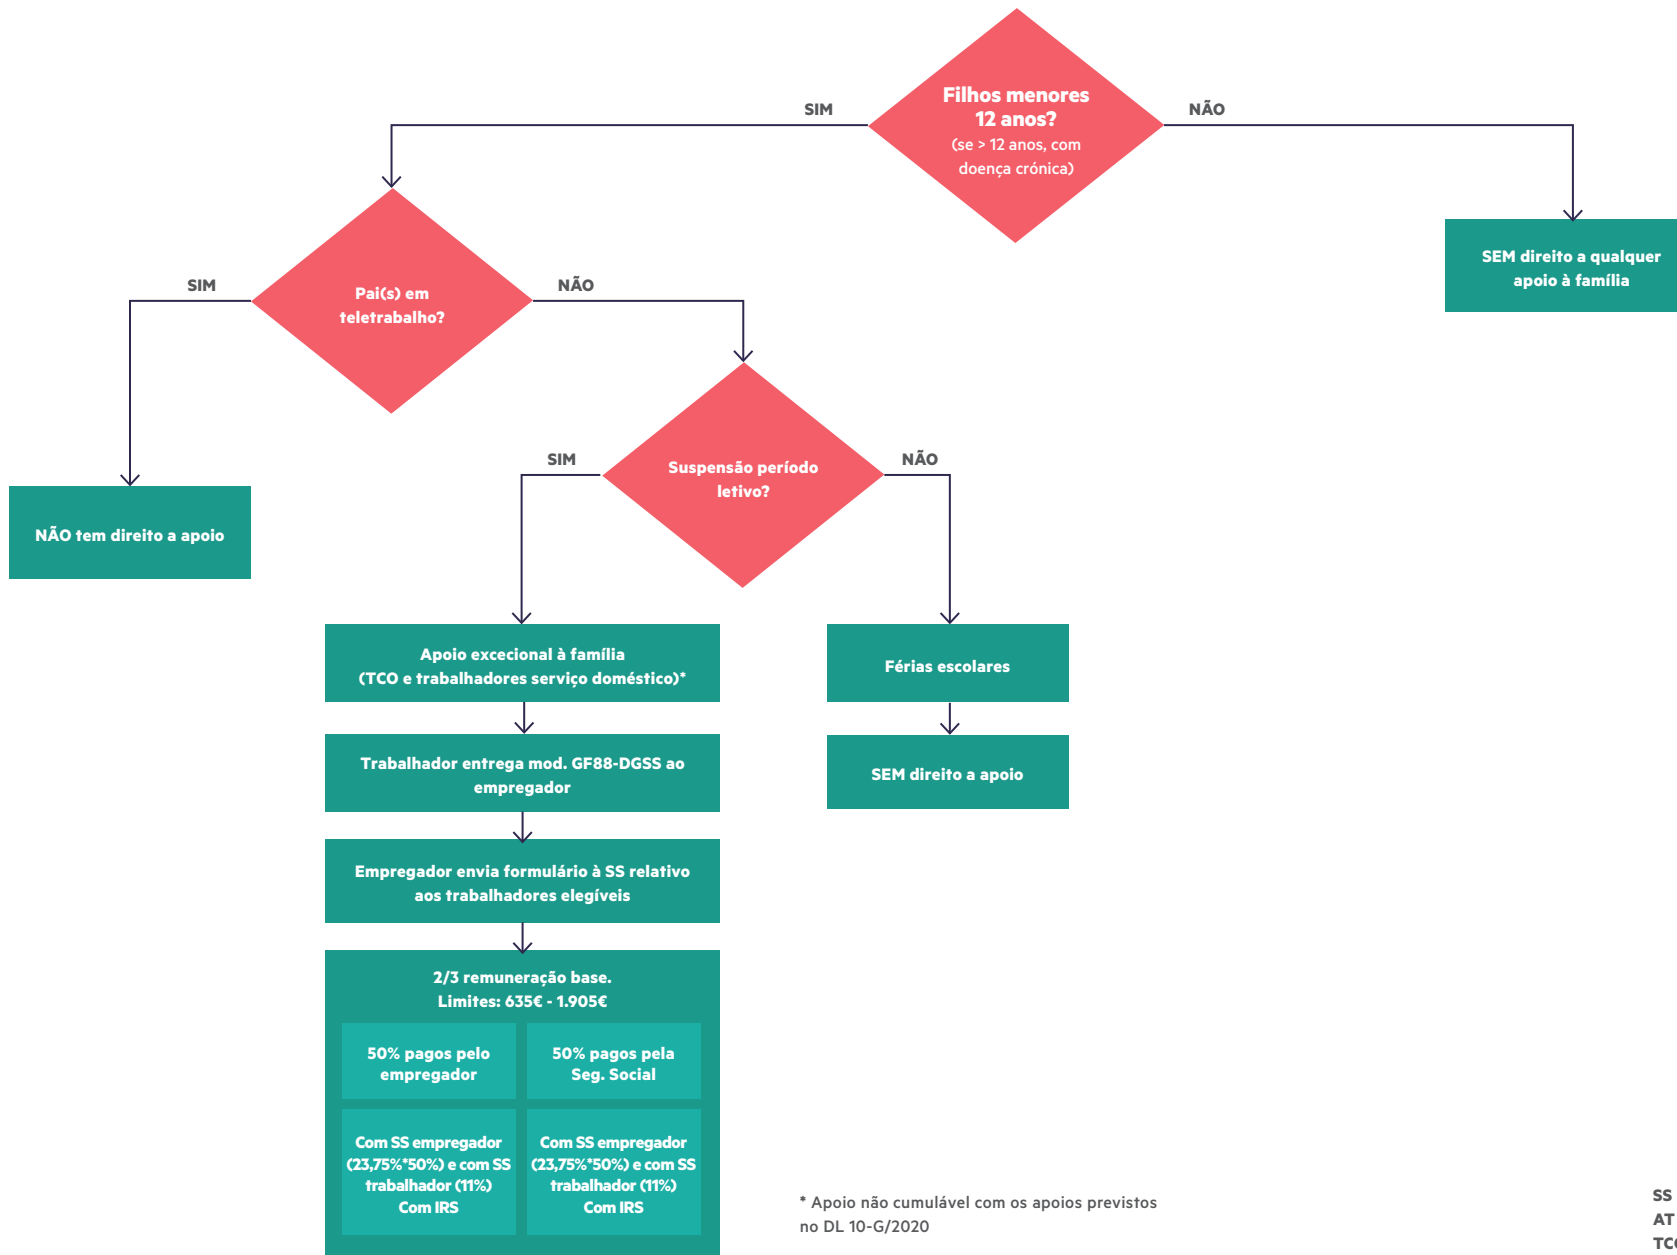 Filhos menores
12 anos?
(se > 12 anos, com
doença crónica)
SIM
NÃO
SEM direito a qualquer
apoio à família
Pai(s) em
teletrabalho?
SIM
NÃO
NÃO tem direito a apoio
Suspensão período
letivo?
SIM
NÃO
Apoio excecional à família
(TCO e trabalhadores serviço doméstico)*
Férias escolares
Trabalhador entrega mod. GF88-DGSS ao
empregador
SEM direito a apoio
Empregador envia formulário à SS relativo
aos trabalhadores elegíveis
2/3 remuneração base.
Limites: 635€ - 1.905€
50% pagos pelo
empregador
50% pagos pela
Seg. Social
Com SS empregador
(23,75%*50%) e com SS
trabalhador (11%)
Com IRS
Com SS empregador
(23,75%*50%) e com SS
trabalhador (11%)
Com IRS
* Apoio não cumulável com os apoios previstos
no DL 10-G/2020
SS
AT